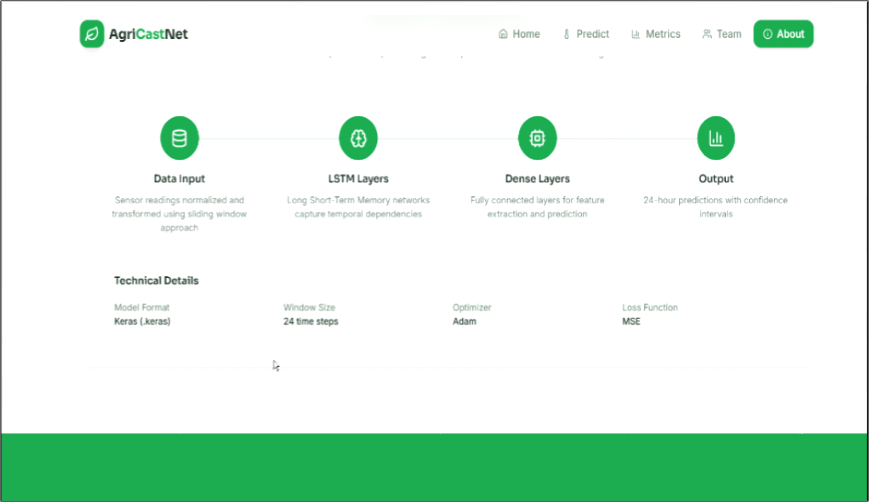 AgriCastNet
Home
Predict
Metrics
Team
About
Data Input
LSTM Layers
Dense Layers
Output
Sensor readings normalized and
transformed using sliding window
approach
Long Short-Term Memory networks
capture temporal dependencies
Fully connected layers for feature
extraction and prediction
24-hour predictions with confidence
intervals
Technical Details
Model Format
Keras (.keras)
Window Size
24 time steps
Optimizer
Adam
Loss Function
MSE